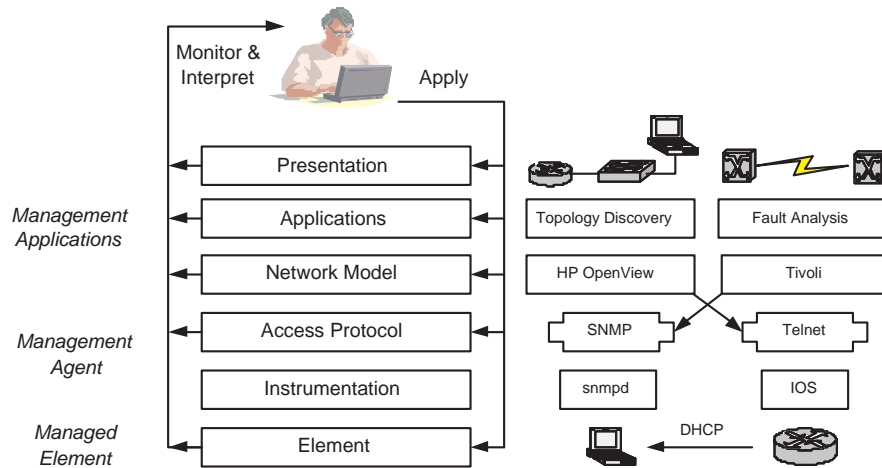 Monitor &
Interpret
Apply
Presentation
Management
Applications
Applications
Topology Discovery
Fault Analysis
Network Model
HP OpenView
Tivoli
Management
Agent
Access Protocol
SNMP
Telnet
Instrumentation
snmpd
IOS
Managed
Element
Element
DHCP